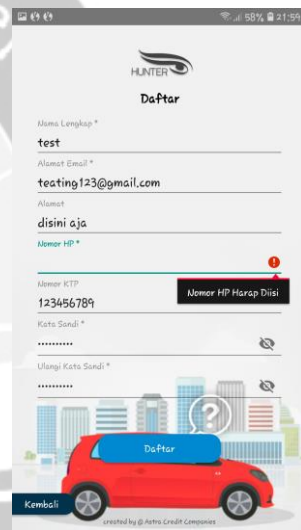 58% 21:59
HUNTER
Daftar
Nama Lengkap *
test
Alamat Email *
teating123@gmail.com
Alamat
disini aja
Nomor HP *
Nomor HP Harap Diisi
Nomor KTP
123456789
Kata Sandi *
••••••••••
Ulangi Kata Sandi *
••••••••••
Daftar
Kembali
created by @ Astra Credit Companies